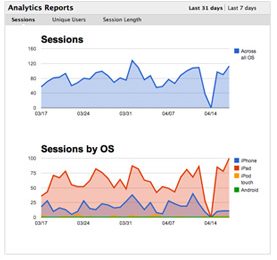 Analytics Reports
Last 31 days | Last 7 days
Sessions Unique Users Session Length
Sessions
160
120
80
40
0
03/17 03/24 03/31 04/07 04/14
Across
all OS
Sessions by OS
100
75
50
25
0
03/17 03/24 03/31 04/07 04/14
iPhone
iPad
iPod
touch
Android